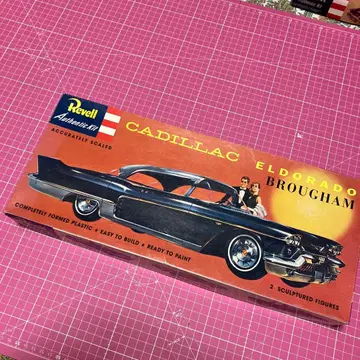 Revell
Authentic Kit
ACCURATELY SCALED
CADILLAC ELDORADO
BROUGHAM
COMPLETELY FORMED PLASTIC • EASY TO BUILD • READY TO PAINT
2 SCULPTURED FIGURES